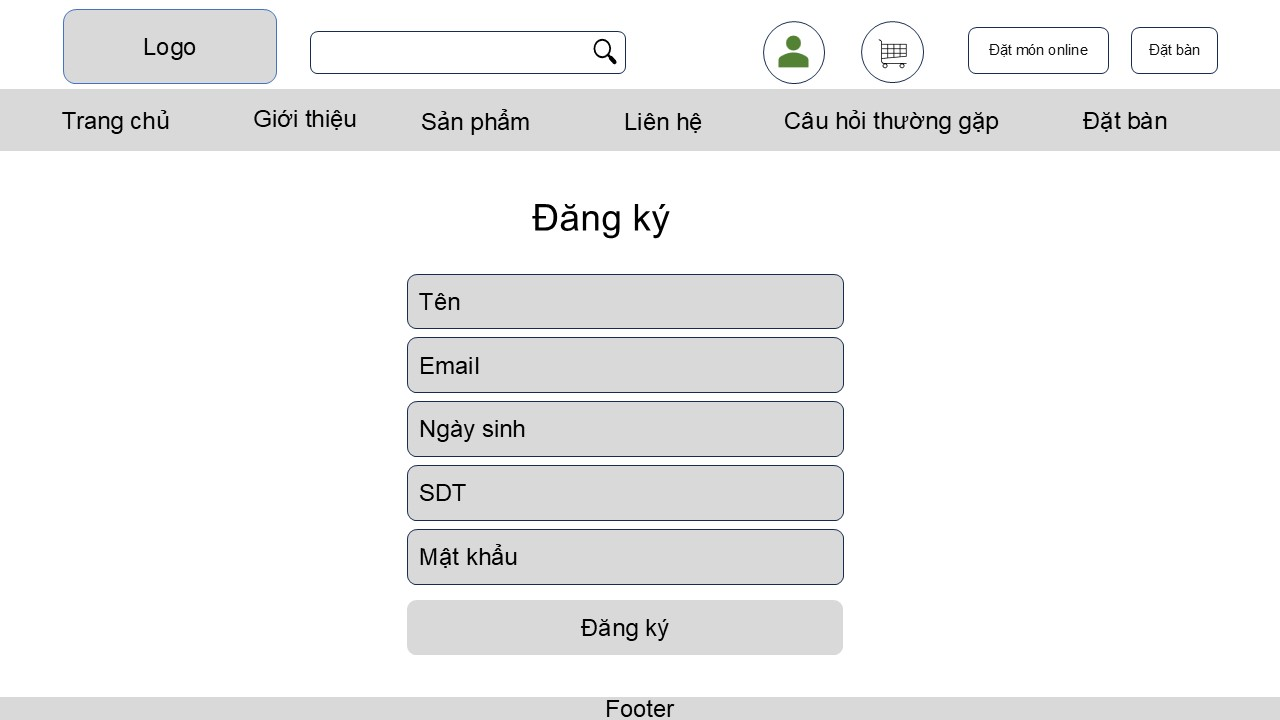 Logo
Đặt món online
Đặt bàn
Trang chủ
Giới thiệu
Sản phẩm
Liên hệ
Câu hỏi thường gặp
Đặt bàn
Đăng ký
Tên
Email
Ngày sinh
SDT
Mật khẩu
Đăng ký
Footer